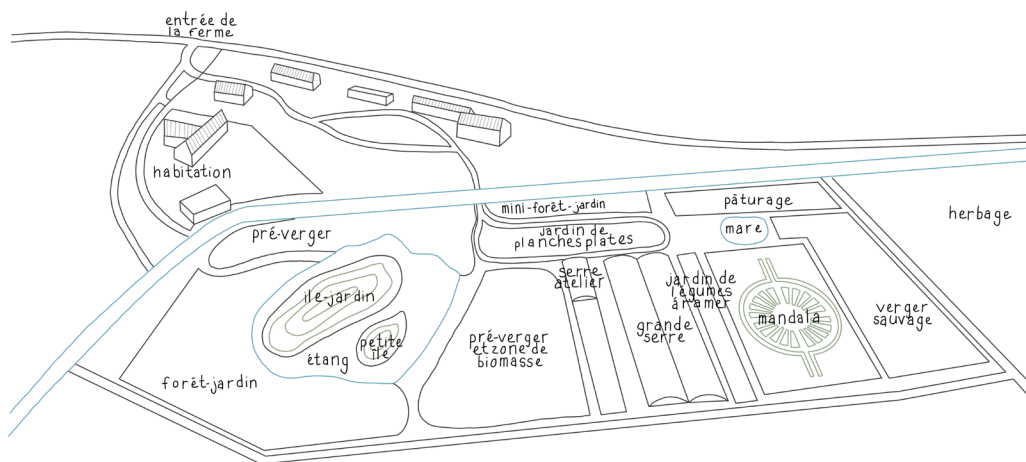 entrée de
la ferme
habitation
mini-forêt-jardin
pâturage
herbage
pré-verger
jardin de
planches plates
mare
serre
atelier
jardin de
légumes
à ramer
île-jardin
mandala
verger
sauvage
grande
serre
petite
île
pré-verger
et zone de
biomasse
étang
forêt-jardin